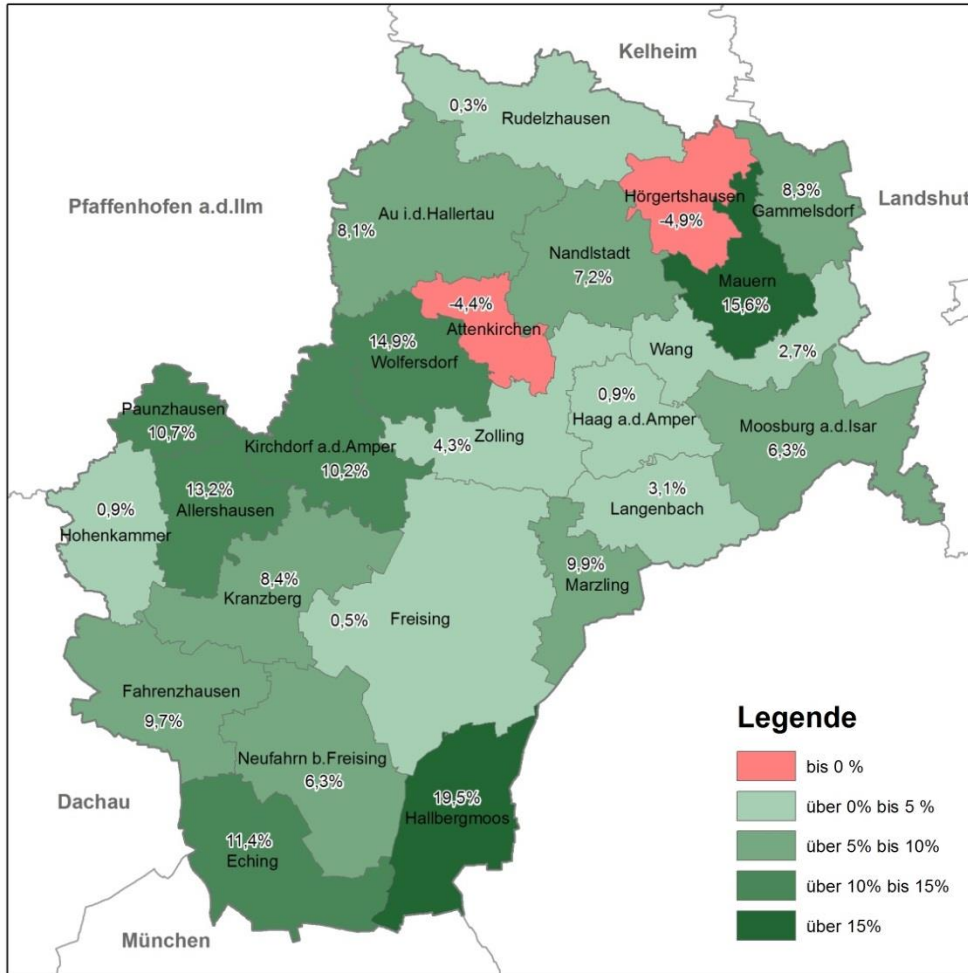 Kelheim
0,3%
Rudelzhausen
Pfaffenhofen a.d.Ilm
Au i.d.Hallertau
8,1%
Hörgertshausen
-4,9%
8,3%
Gammelsdorf
Landshut
Nandlstadt
7,2%
Mauern
15,6%
-4,4%
Attenkirchen
14,9%
Wolfersdorf
Wang
2,7%
Paunzhausen
10,7%
Kirchdorf a.d.Amper
10,2%
Zolling
4,3%
0,9%
Haag a.d.Amper
Moosburg a.d.Isar
6,3%
13,2%
Allershausen
0,9%
Hohenkammer
3,1%
Langenbach
8,4%
Kranzberg
9,9%
Marzling
0,5%
Freising
Fahrenzhausen
9,7%
Neufahrn b.Freising
6,3%
Dachau
19,5%
Hallbergmoos
11,4%
Eching
München
Legende
bis 0 %
über 0% bis 5 %
über 5% bis 10%
über 10% bis 15%
über 15%